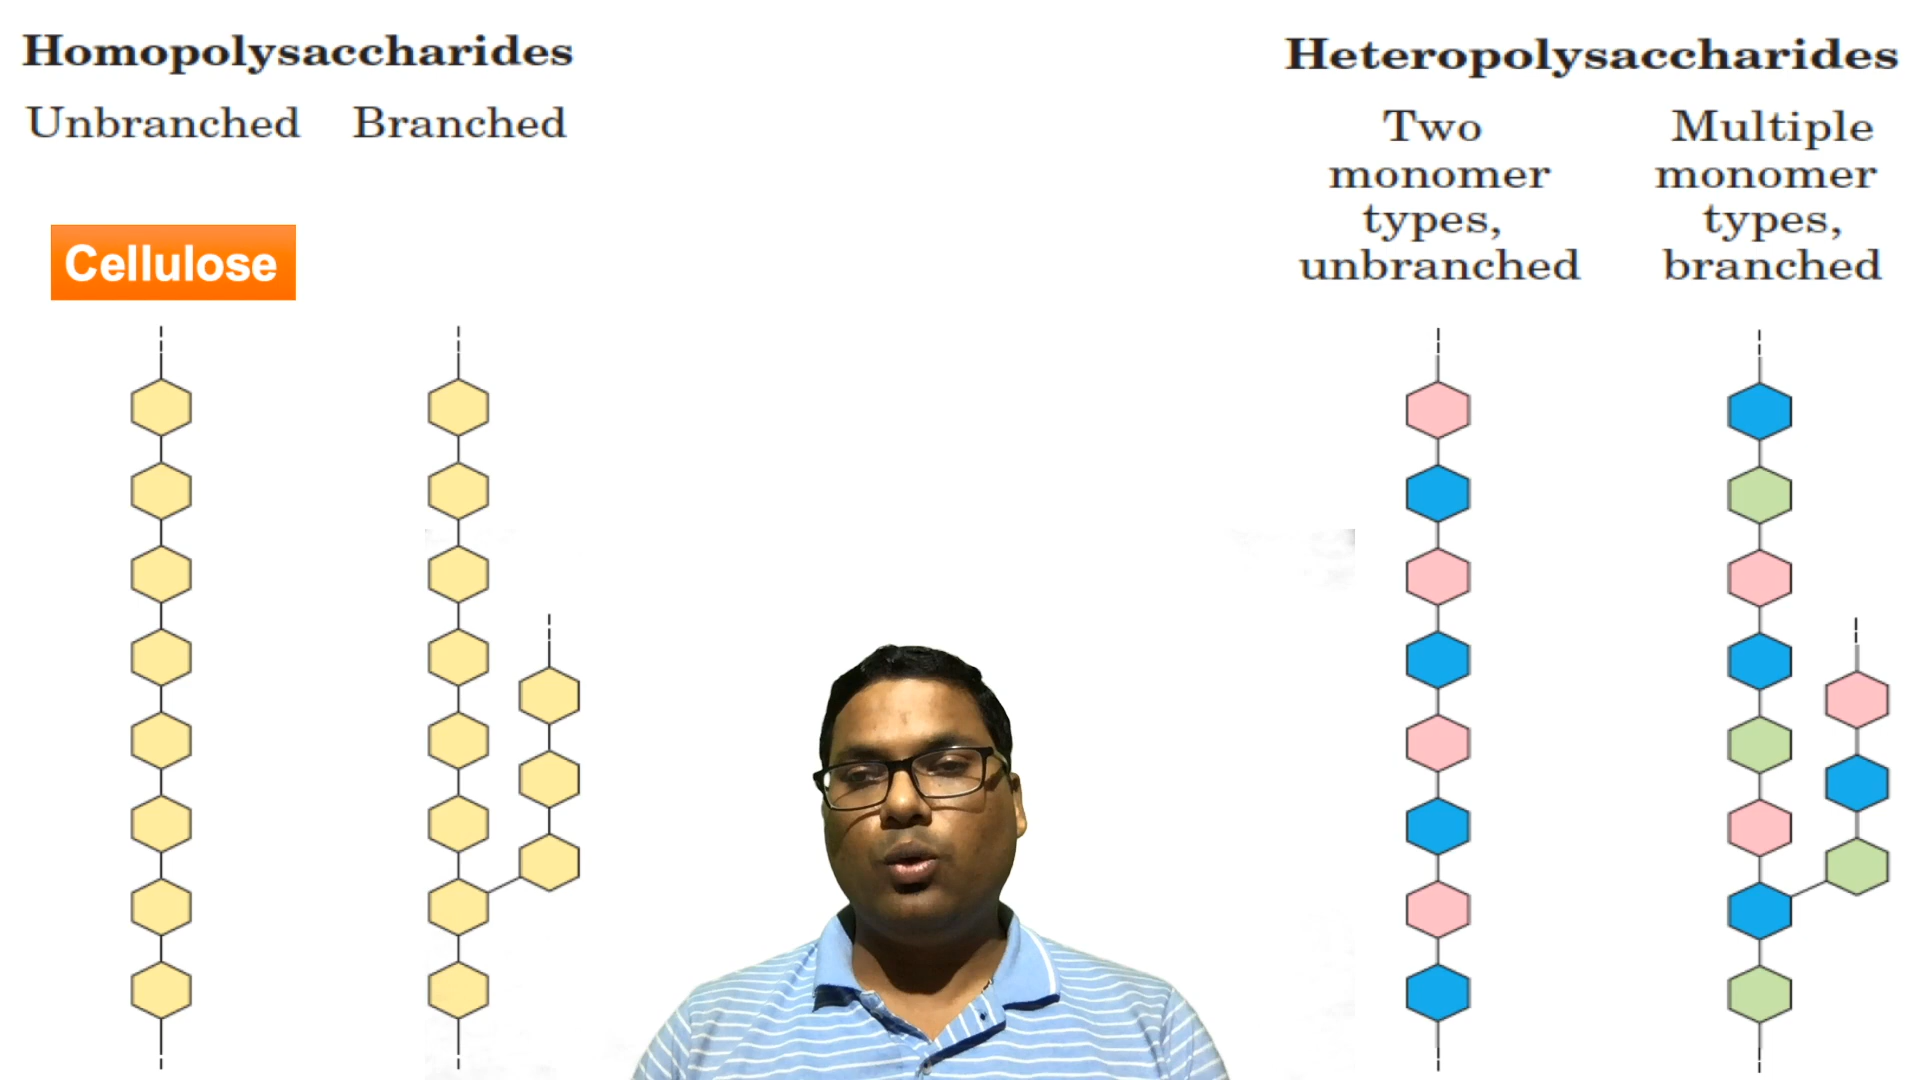 Homopolysaccharides
Unbranched
Branched
Cellulose
Heteropolysaccharides
Two
monomer
types,
unbranched
Multiple
monomer
types,
branched